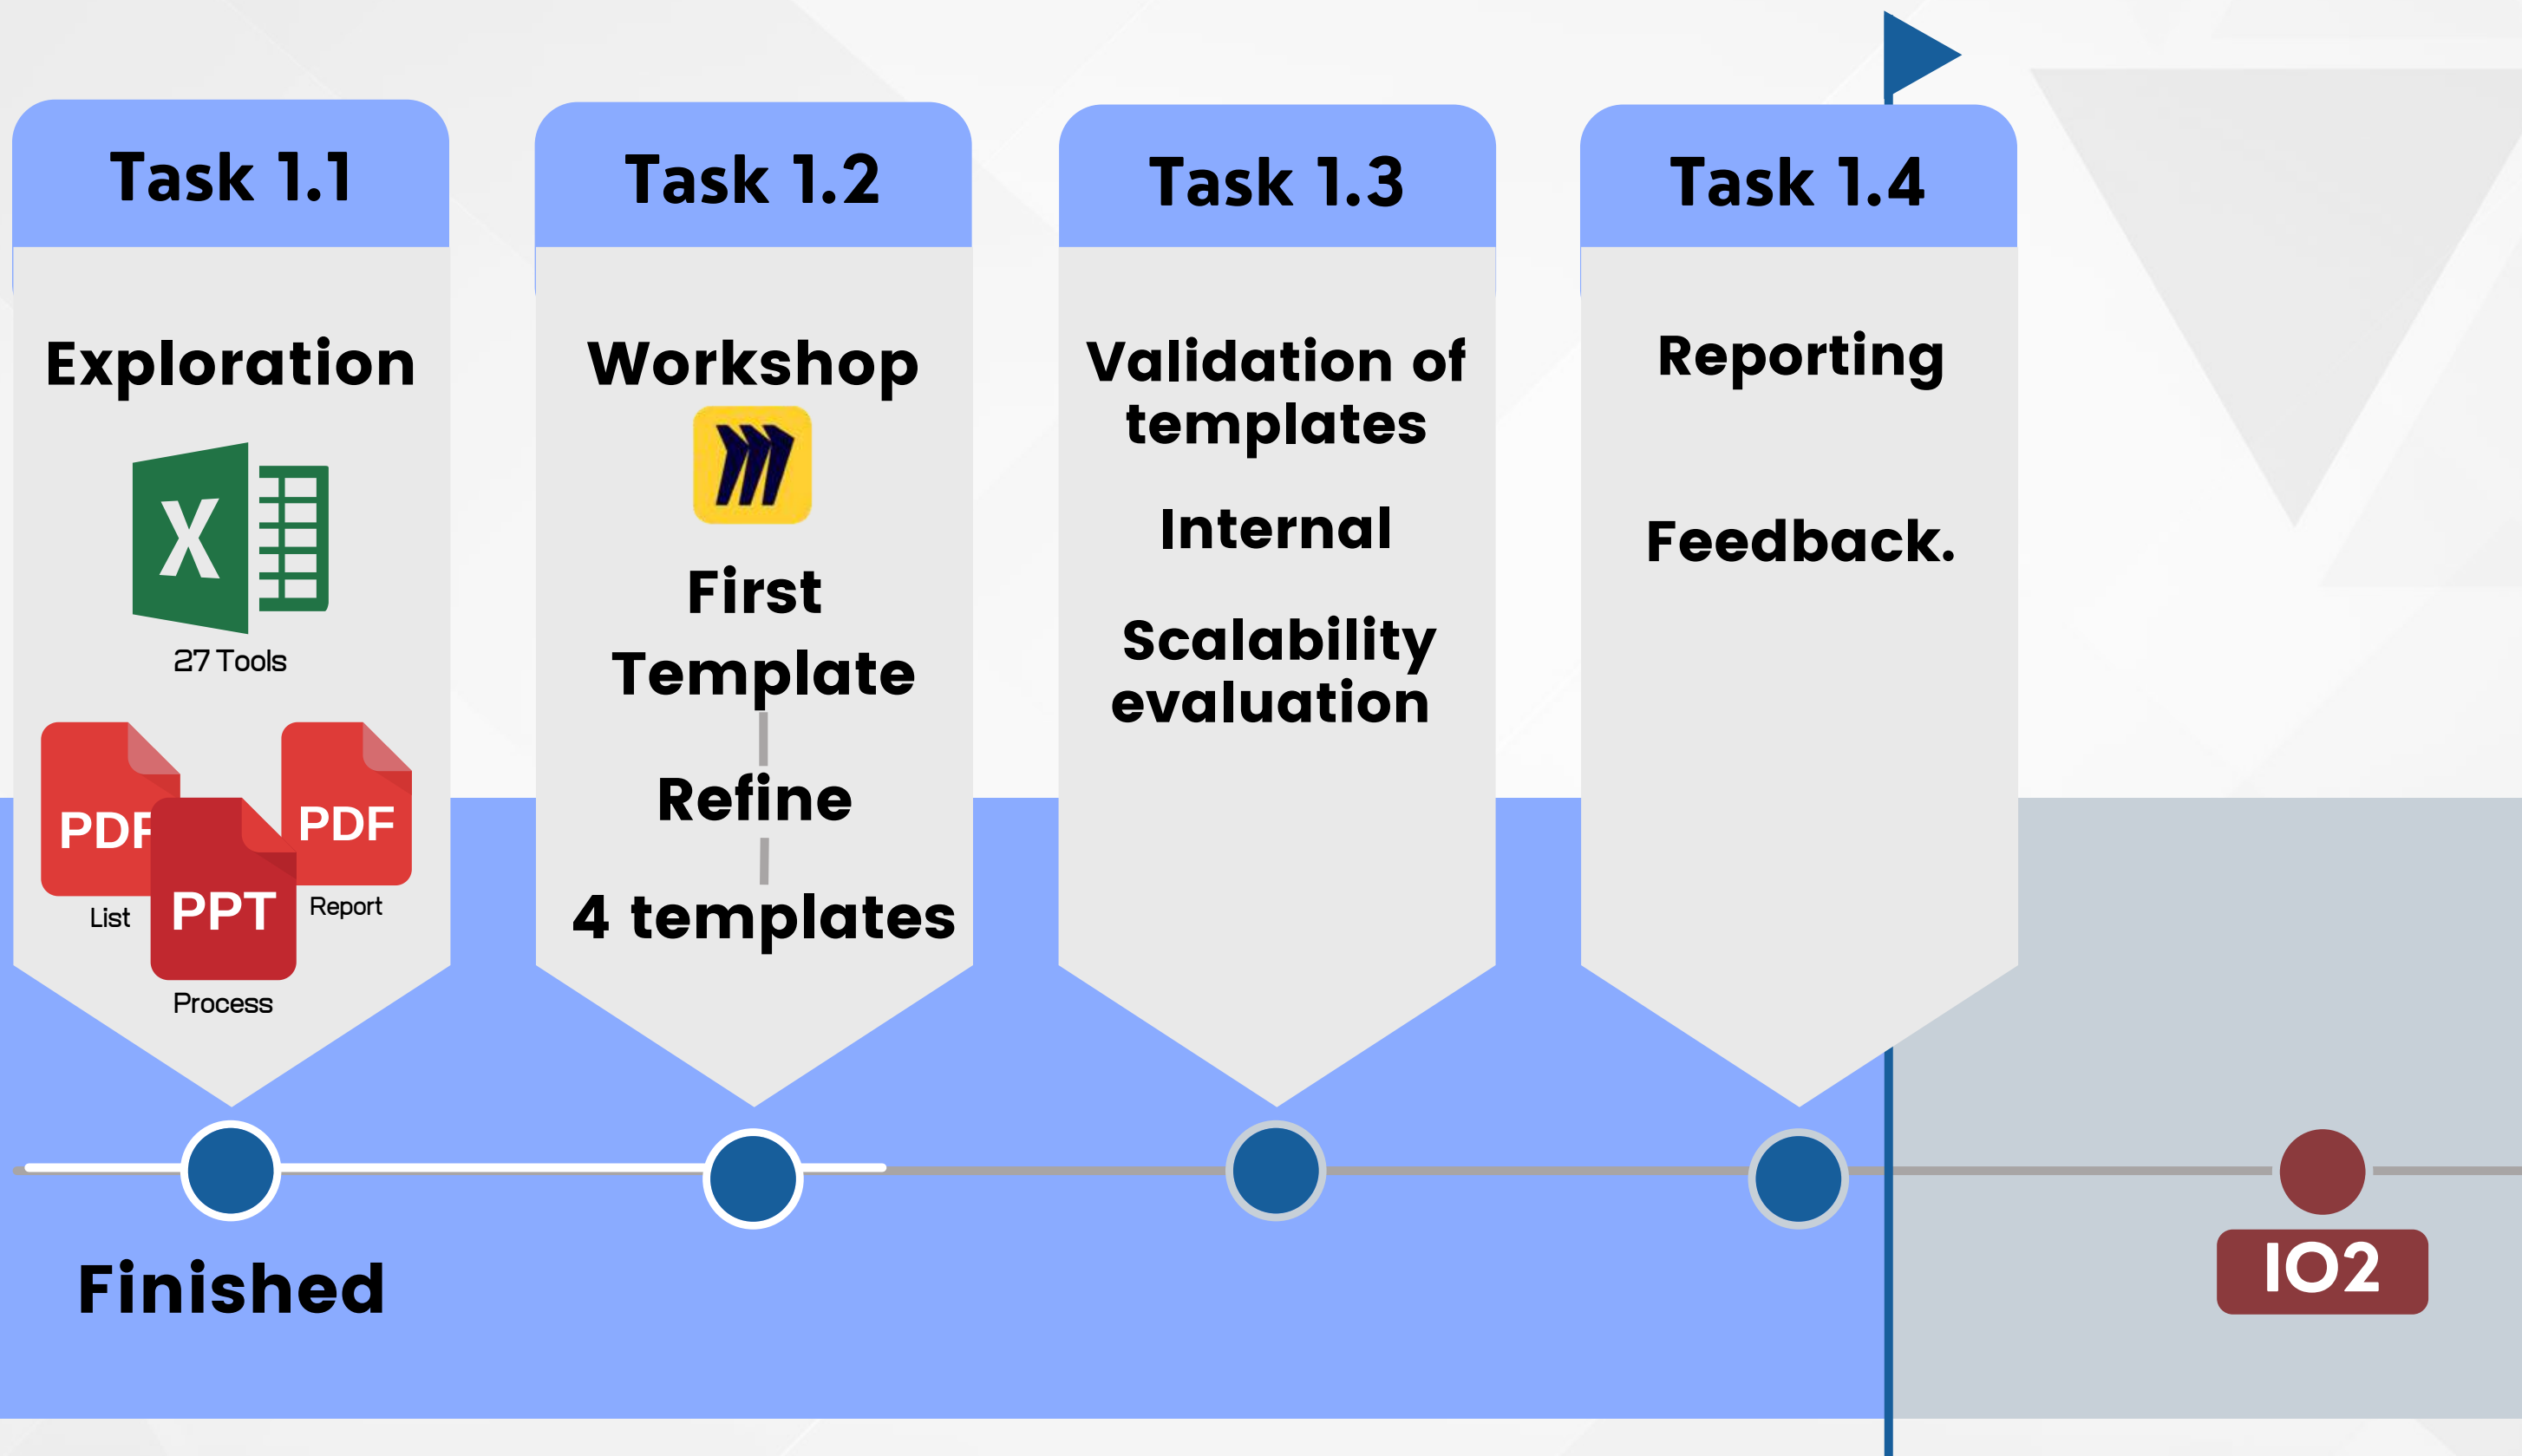 Task 1.1
Exploration
X
27 Tools
PDF
PDF
List
PPT
Report
Process
Finished
Task 1.2
Workshop
First
Template
Refine
4 templates
Task 1.3
Validation of
templates
Internal
Scalability
evaluation
Task 1.4
Reporting
Feedback.
IO2